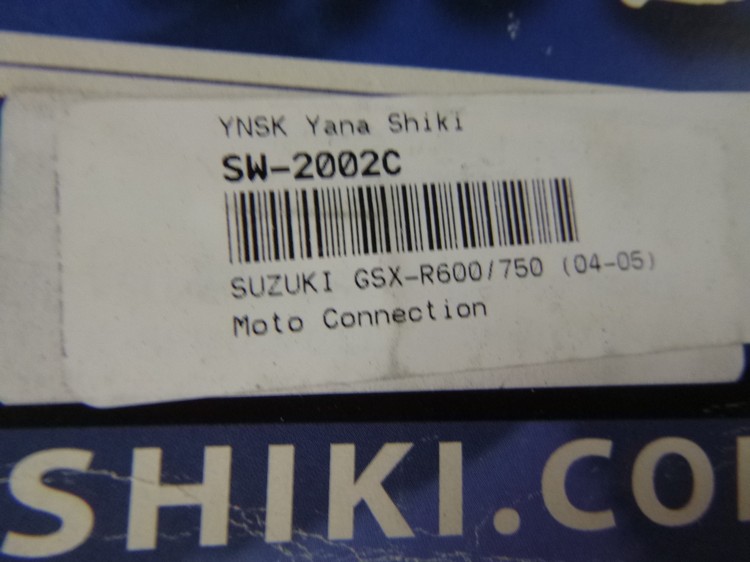 YNSK Yana Shiki
SW-2002C
SUZUKI GSX-R600/750 (04-05)
Moto Connection
SHIKI.CO